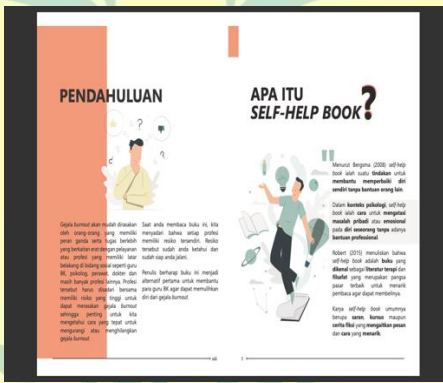 PENDAHULUAN
Gejala burnout akan mudah dirasakan
oleh orang-orang yang memiliki
peran ganda serta tugas berlebih
yang berkaitan erat dengan pelayanan
atau profesi yang memiliki latar
belakang di bidang sosial seperti guru
BK, psikolog, perawat, dokter dan
masih banyak profesi lainnya. Profesi
tersebut harus disadari bersama
memiliki risiko yang tinggi untuk
dapat merasakan gejala burnout
sehingga penting untuk kita
mengetahui cara yang tepat untuk
mengurangi atau menghilangkan
gejala burnout.
Saat anda membaca buku ini, kita
menyadari bahwa setiap profesi
memiliki resiko tersendiri. Resiko
tersebut sudah anda ketahui dan
sudah siap anda jalani.
Penulis berharap buku ini menjadi
alternatif pertama untuk membantu
para guru BK agar dapat memulihkan
diri dari gejala burnout.
APA ITU
SELF-HELP BOOK?
Menurut Bergsma (2008) self-help
book ialah suatu tindakan untuk
membantu memperbaiki diri
sendiri tanpa bantuan orang lain.
Dalam konteks psikologi, self-help
book ialah cara untuk mengatasi
masalah pribadi atau emosional
pada diri seseorang tanpa adanya
bantuan profesional.
Robert (2015) menuliskan bahwa
self-help book adalah buku yang
dikenal sebagai literatur terapi dan
filsafat yang merupakan pangsa
pasar terbaik untuk menarik
pembaca agar dapat membelinya.
Karya self-help book umumnya
berupa saran, kursus maupun
cerita fiksi yang mengaitkan pesan
dan cara yang menarik.